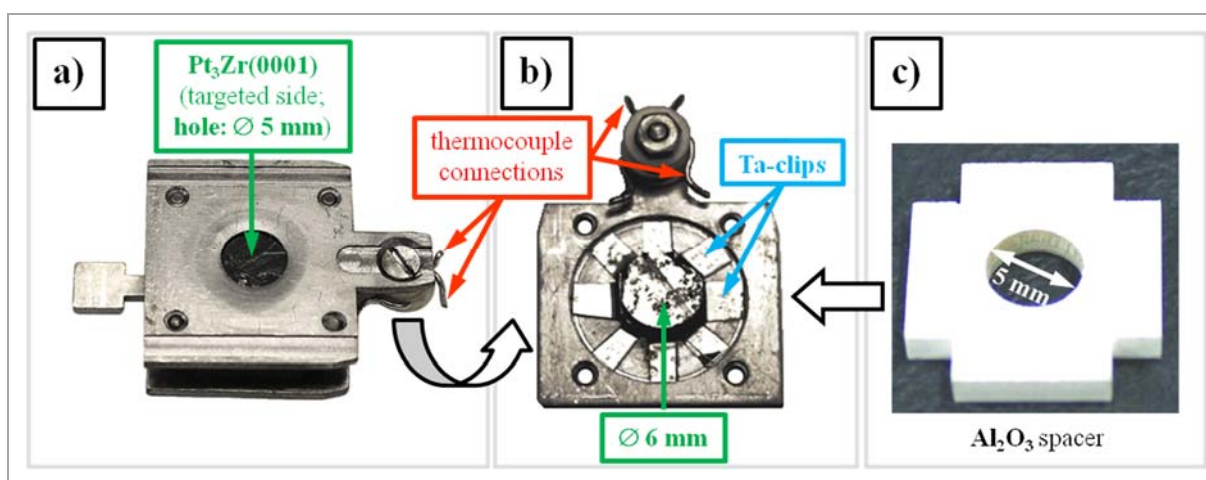 a)
Pt₃Zr(0001)
(targeted side;
hole: ∅ 5 mm)
thermocouple
connections
b)
Ta-clips
∅ 6 mm
c)
5 mm
Al₂O₃ spacer